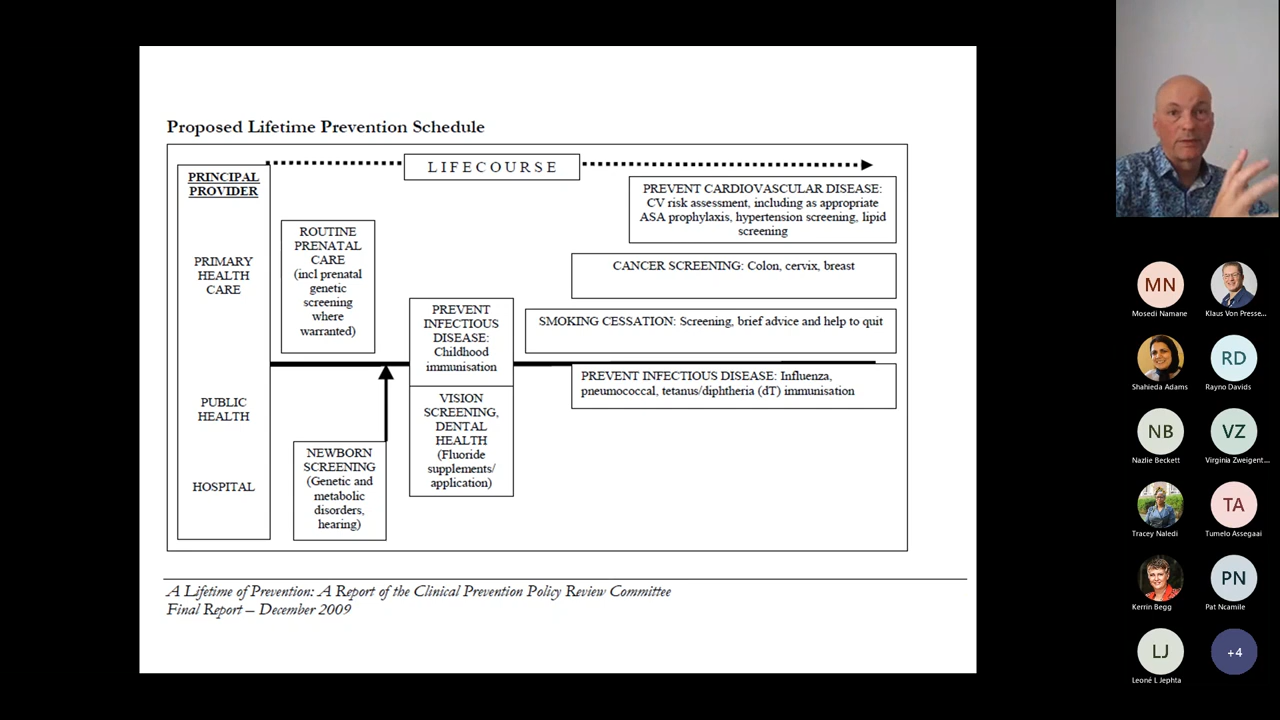 Proposed Lifetime Prevention Schedule
LIFECOURSE
PRINCIPAL
PROVIDER
PRIMARY
HEALTH
CARE
PUBLIC
HEALTH
HOSPITAL
ROUTINE
PRENATAL
CARE
(incl prenatal
genetic
screening
where
warranted)
NEWBORN
SCREENING
(Genetic and
metabolic
disorders,
hearing)
PREVENT
INFECTIOUS
DISEASE:
Childhood
immunisation
VISION
SCREENING,
DENTAL
HEALTH
(Fluoride
supplements/
application)
PREVENT CARDIOVASCULAR DISEASE:
CV risk assessment, including as appropriate
ASA prophylaxis, hypertension screening, lipid
screening
CANCER SCREENING: Colon, cervix, breast
SMOKING CESSATION: Screening, brief advice and help to quit
PREVENT INFECTIOUS DISEASE: Influenza,
pneumococcal, tetanus/diphtheria (dT) immunisation
A Lifetime of Prevention: A Report of the Clinical Prevention Policy Review Committee
Final Report – December 2009
MN
Mosedi Namane
Klaus Von Presse...
Shahieda Adams
RD
Rayno Davids
NB
Nazlie Beckett
VZ
Virginia Zweigent...
Tracey Naledi
TA
Tumelo Assegaai
Kerrin Begg
PN
Pat Ncamile
LJ
Leoné L Jephta
+4